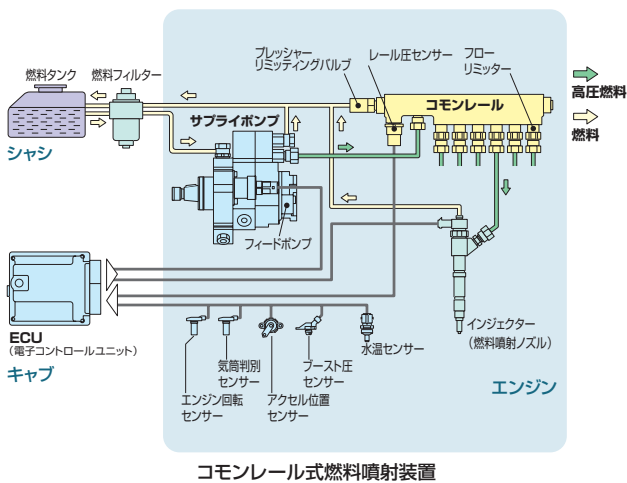 燃料タンク
燃料フィルター
プレッシャー
リミッティングバルブ
レール圧センサー
フロー
リミッター
コモンレール
高圧燃料
燃料
サプライポンプ
シャシ
フィードポンプ
ECU
(電子コントロールユニット)
キャブ
インジェクター
(燃料噴射ノズル)
エンジン回転
センサー
気筒判別
センサー
アクセル位置
センサー
ブースト圧
センサー
水温センサー
エンジン
コモンレール式燃料噴射装置